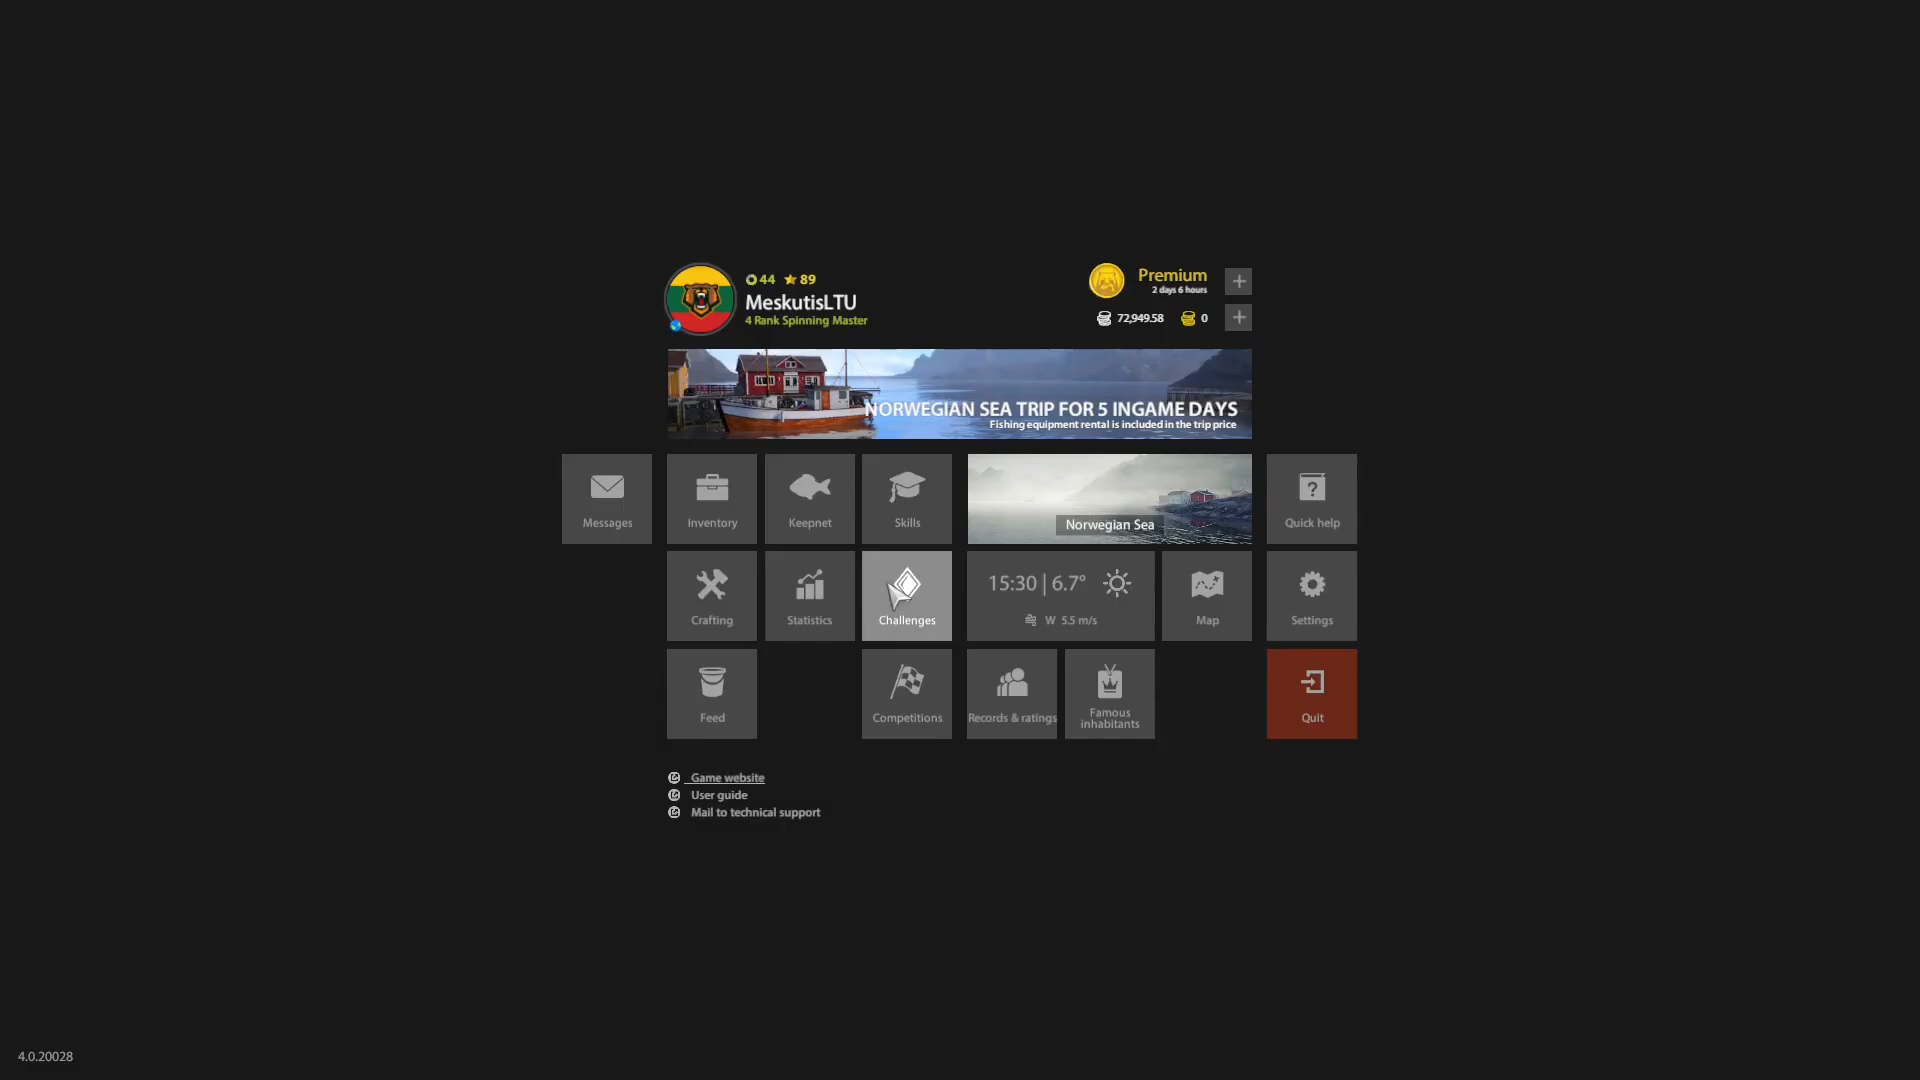 44 89
MeskutisLTU
4 Rank Spinning Master
Premium
2 days 6 hours
72,949.58 0
NORWEGIAN SEA TRIP FOR 5 INGAME DAYS
Fishing equipment rental is included in the trip price
Messages
Inventory
Keepnet
Skills
Norwegian Sea
Quick help
Crafting
Statistics
Challenges
15:30 | 6.7°
W 5.5 m/s
Map
Settings
Feed
Competitions
Records & ratings
Famous
inhabitants
Quit
Game website
User guide
Mail to technical support
4.0.20028